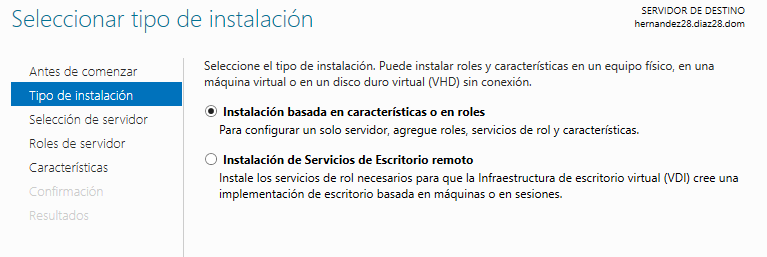 Seleccionar tipo de instalación
SERVIDOR DE DESTINO
hernandez28.diaz28.dom
Antes de comenzar
Tipo de instalación
Selección de servidor
Roles de servidor
Características
Confirmación
Resultados
Seleccione el tipo de instalación. Puede instalar roles y características en un equipo físico, en una
máquina virtual o en un disco duro virtual (VHD) sin conexión.
Instalación basada en características o en roles
Para configurar un solo servidor, agregue roles, servicios de rol y características.
Instalación de Servicios de Escritorio remoto
Instale los servicios de rol necesarios para que la Infraestructura de escritorio virtual (VDI) cree una
implementación de escritorio basada en máquinas o en sesiones.